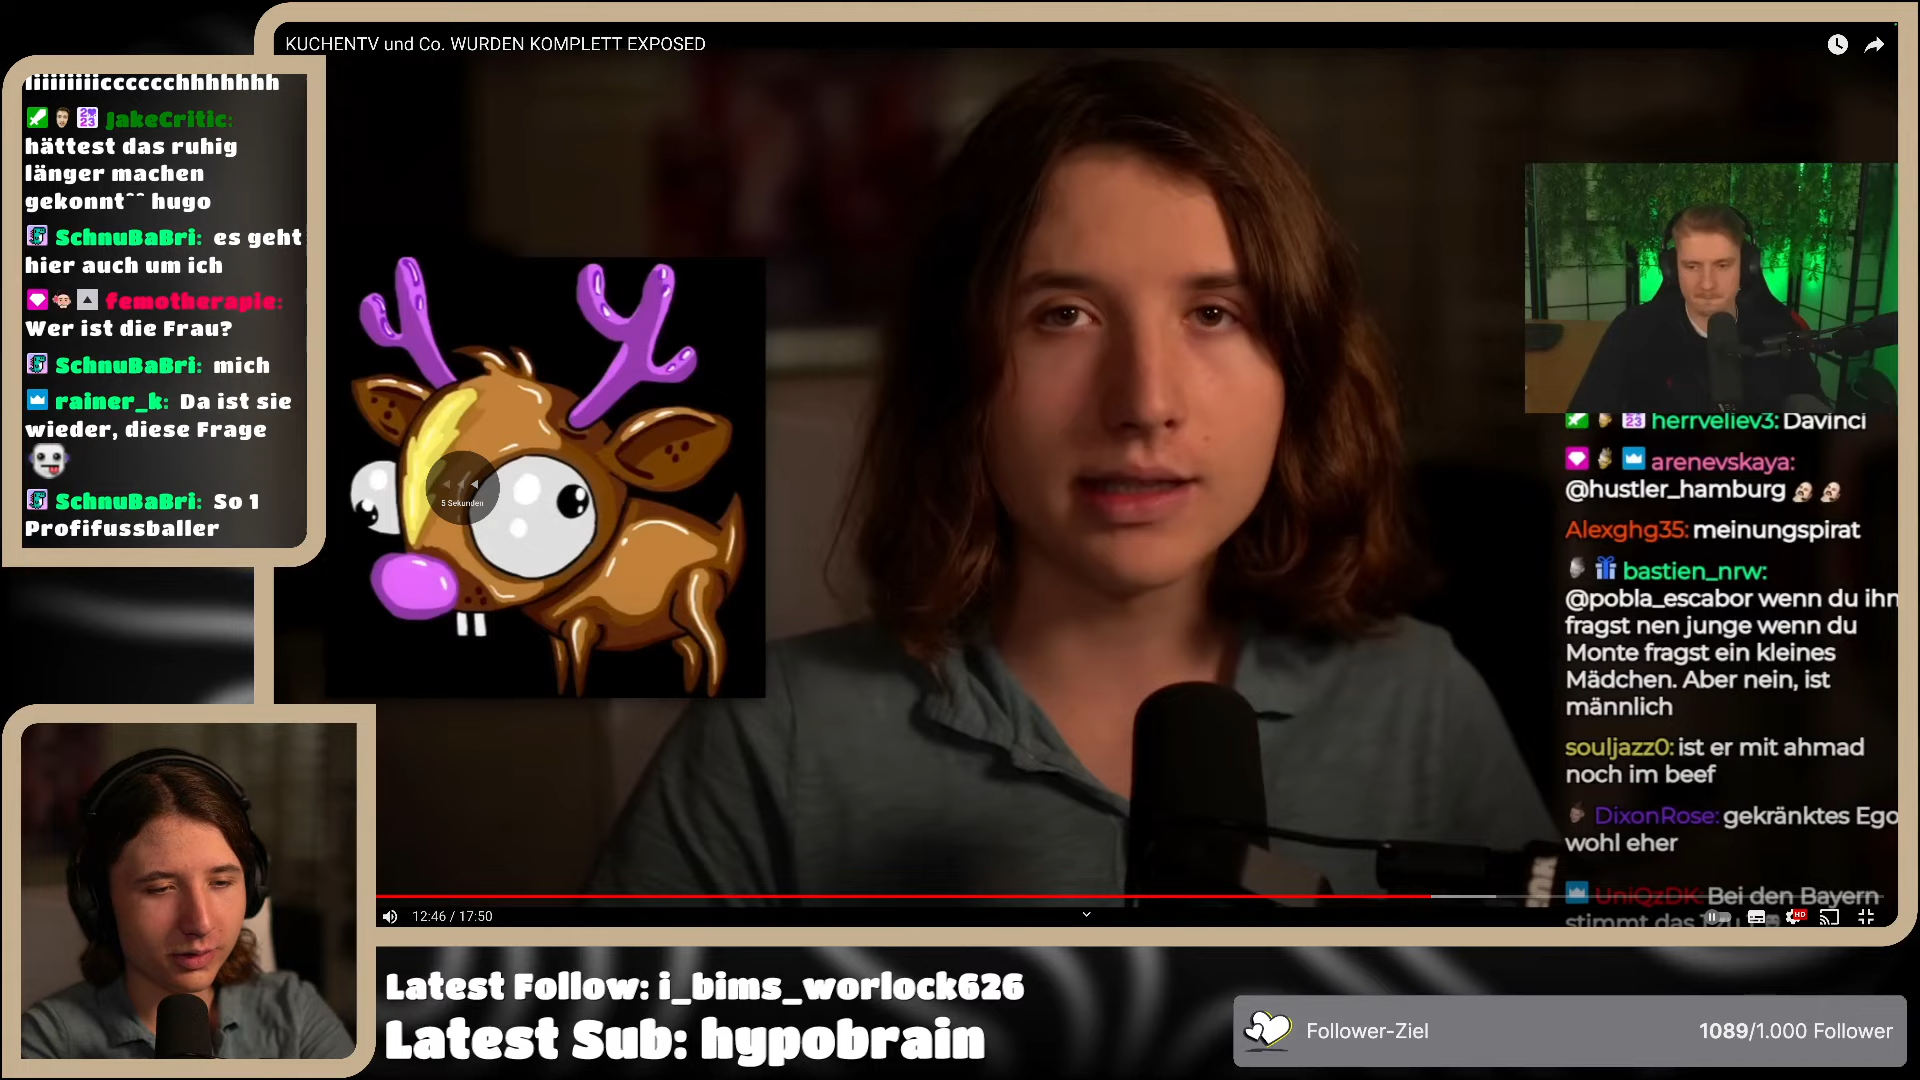 KUCHENTV und Co. WURDEN KOMPLETT EXPOSED
JakeCritic:
hättest das ruhig
länger machen
gekonnt^^ hugo
SchnuBaBri: es geht
hier auch um ich
femotherapie:
Wer ist die Frau?
SchnuBaBri: mich
rainer_k: Da ist sie
wieder, diese Frage
SchnuBaBri: So 1
Profifussballer
5 Sekunden
herrveliev3: Davinci
arenevskaya:
@hustler_hamburg
Alexghg35: meinungspirat
bastien_nrw:
@pobla_escabor wenn du ihn
fragst nen junge wenn du
Monte fragst ein kleines
Mädchen. Aber nein, ist
männlich
souljazz0: ist er mit ahmad
noch im beef
DixonRose: gekränktes Ego
wohl eher
UniQzDK: Bei den Bayern
stimmt das
12:46 / 17:50
HD
Latest Follow: i_bims_worlock626
Latest Sub: hypobrain
Follower-Ziel
1089/1.000 Follower